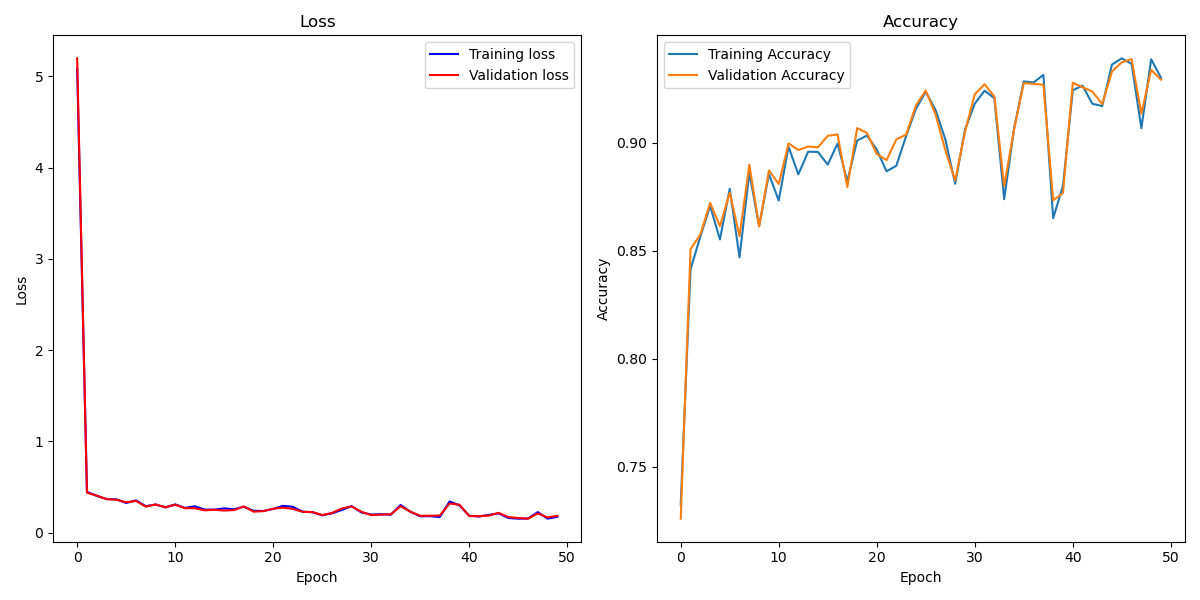 Loss
Training loss
Validation loss
5
4
3
2
1
0
Loss
0 10 20 30 40 50
Epoch
Accuracy
Training Accuracy
Validation Accuracy
0.90
0.85
0.80
0.75
Accuracy
0 10 20 30 40 50
Epoch